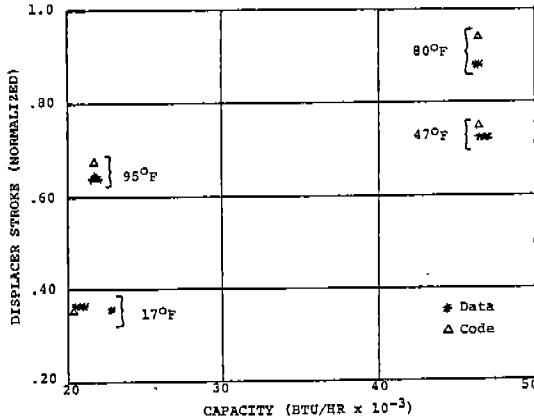 1.0
80°F
.80
47°F
95°F
.60
.40
* Data
17°F
△ Code
.20
20
30
40
50
CAPACITY (BTU/HR x 10⁻³)
DISPLACER STROKE (NORMALIZED)